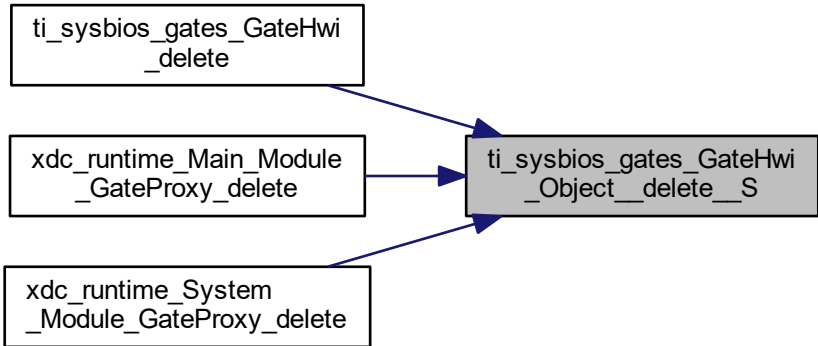 ti_sysbios_gates_GateHwi
_delete
xdc_runtime_Main_Module
_GateProxy_delete
xdc_runtime_System
_Module_GateProxy_delete
ti_sysbios_gates_GateHwi
_Object__delete__S